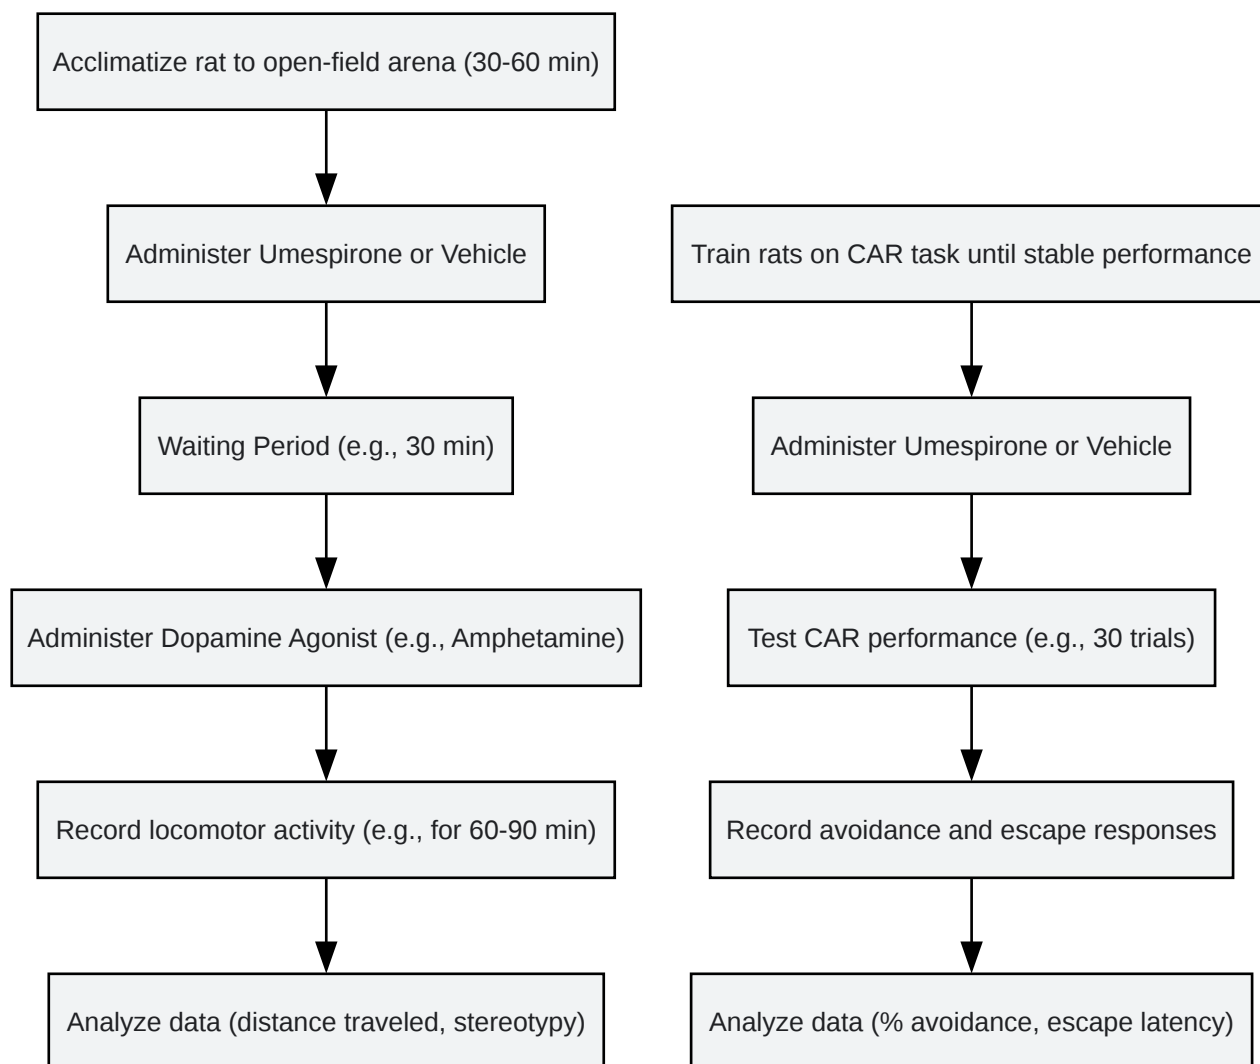 Acclimatize rat to open-field arena (30-60 min)
Administer Umespirone or Vehicle
Waiting Period (e.g., 30 min)
Administer Dopamine Agonist (e.g., Amphetamine)
Record locomotor activity (e.g., for 60-90 min)
Analyze data (distance traveled, stereotypy)
Train rats on CAR task until stable performance
Administer Umespirone or Vehicle
Test CAR performance (e.g., 30 trials)
Record avoidance and escape responses
Analyze data (% avoidance, escape latency)